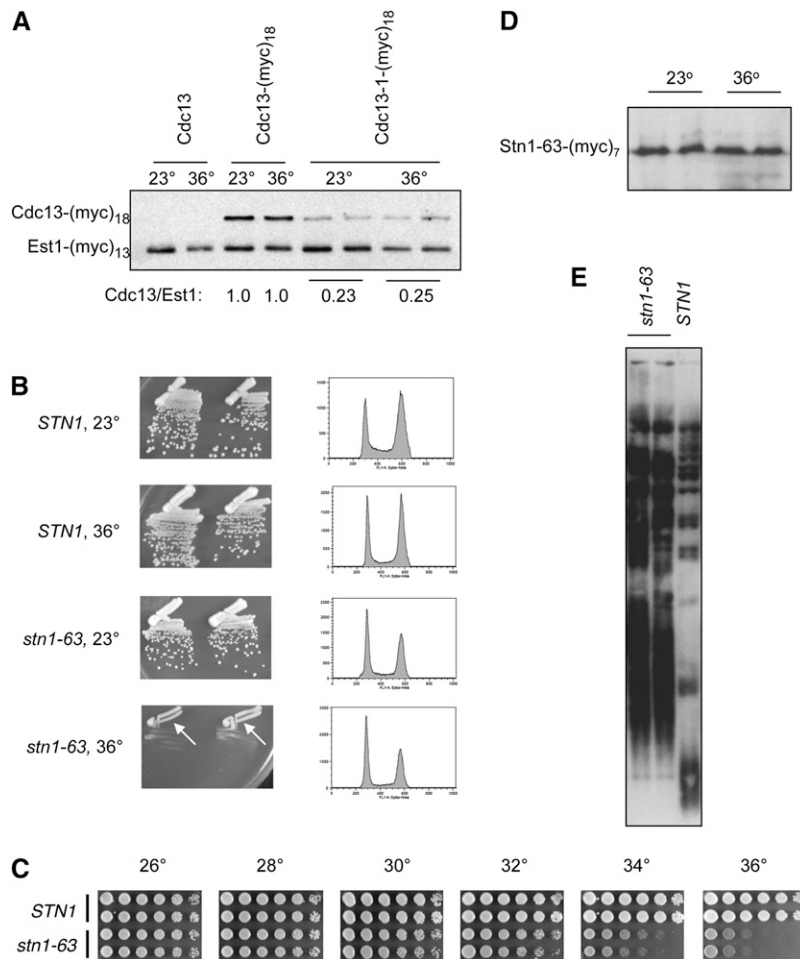 A
Cdc13
Cdc13-(myc)18
Cdc13-1-(myc)18
23° 36° 23° 36° 23° 36°
Cdc13-(myc)18
Est1-(myc)13
Cdc13/Est1: 1.0 1.0 0.23 0.25
D
23° 36°
Stn1-63-(myc)7
E
stn1-63
STN1
B
STN1, 23°
STN1, 36°
stn1-63, 23°
stn1-63, 36°
C
26° 28° 30° 32° 34° 36°
STN1
stn1-63